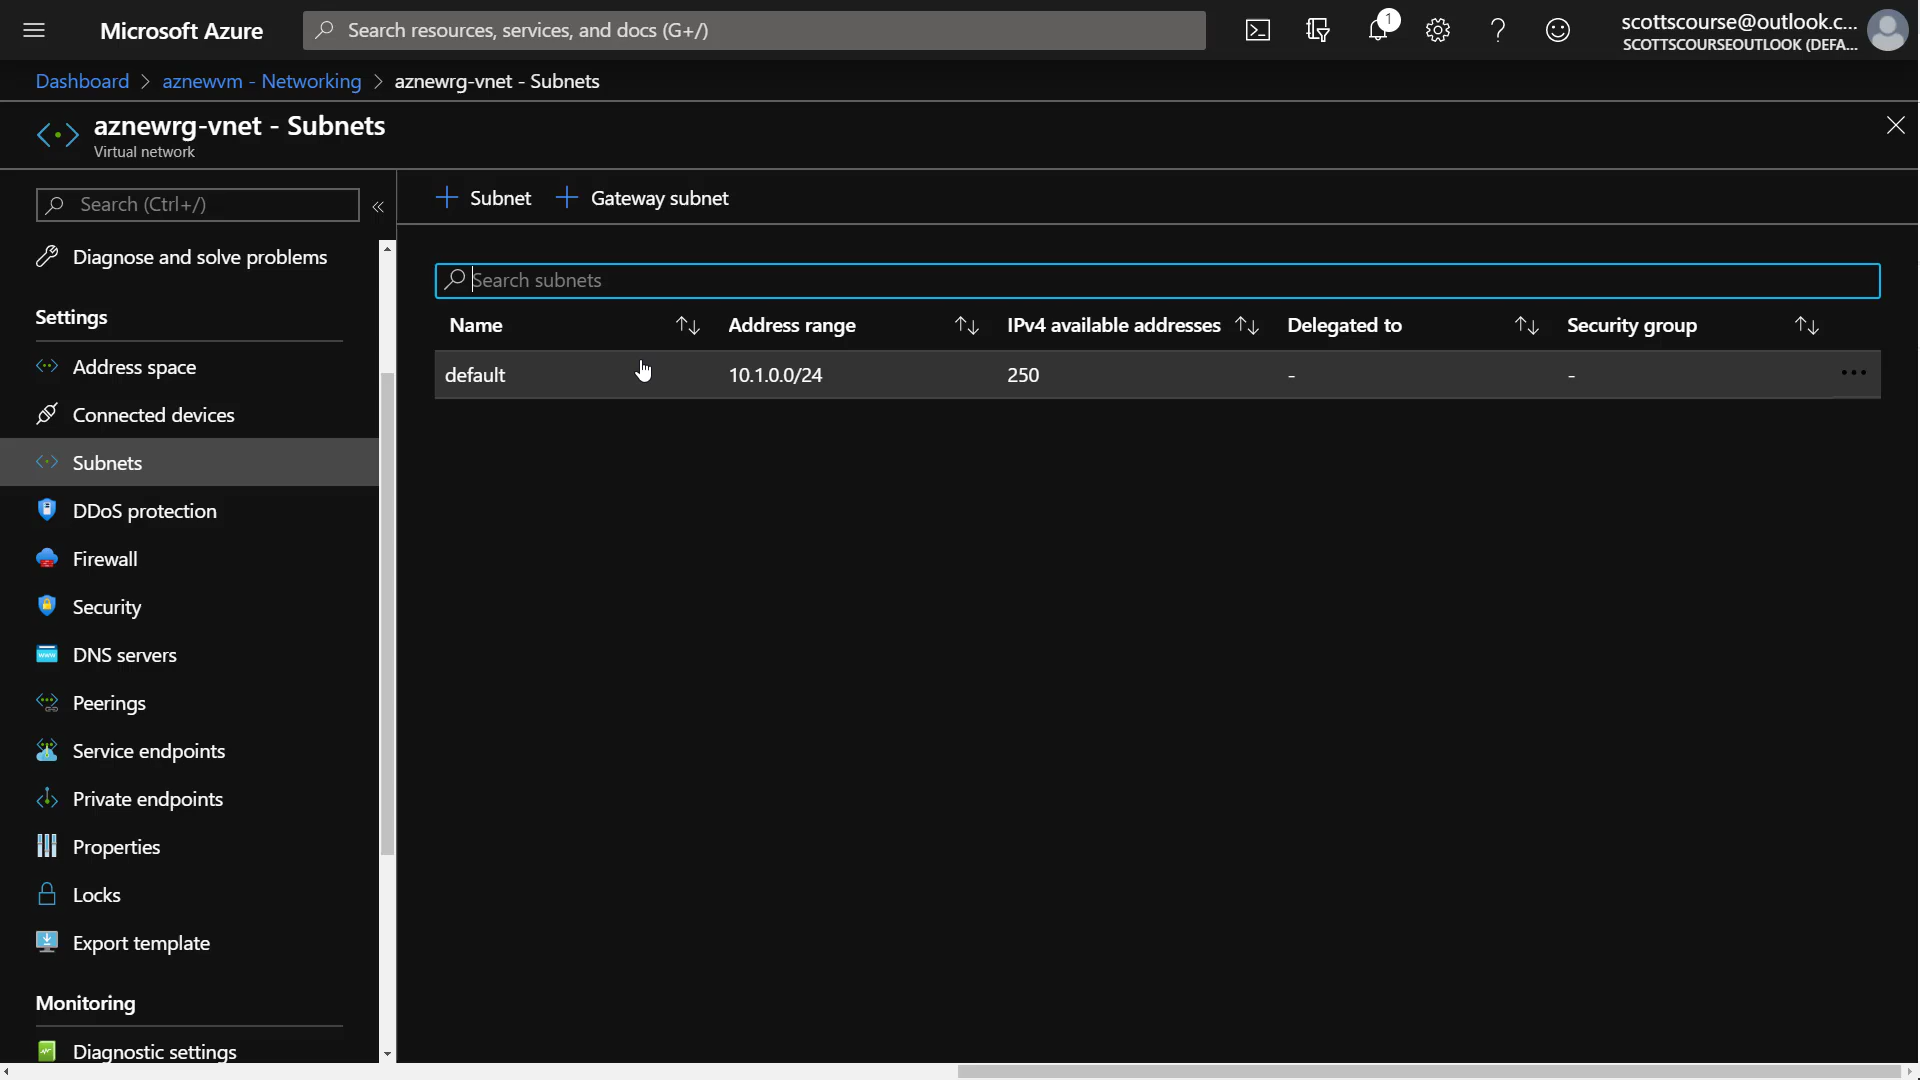 Microsoft Azure
Search resources, services, and docs (G+/)
1
scottscourse@outlook.c...
SCOTTSCOURSEOUTLOOK (DEFA...
Dashboard > aznewvm - Networking > aznewrg-vnet - Subnets
aznewrg-vnet - Subnets
Virtual network
Search (Ctrl+/)
Diagnose and solve problems
Settings
Address space
Connected devices
Subnets
DDoS protection
Firewall
Security
DNS servers
Peerings
Service endpoints
Private endpoints
Properties
Locks
Export template
Monitoring
Diagnostic settings
+ Subnet + Gateway subnet
Search subnets
Name Address range IPv4 available addresses Delegated to Security group
default 10.1.0.0/24 250 - - ...